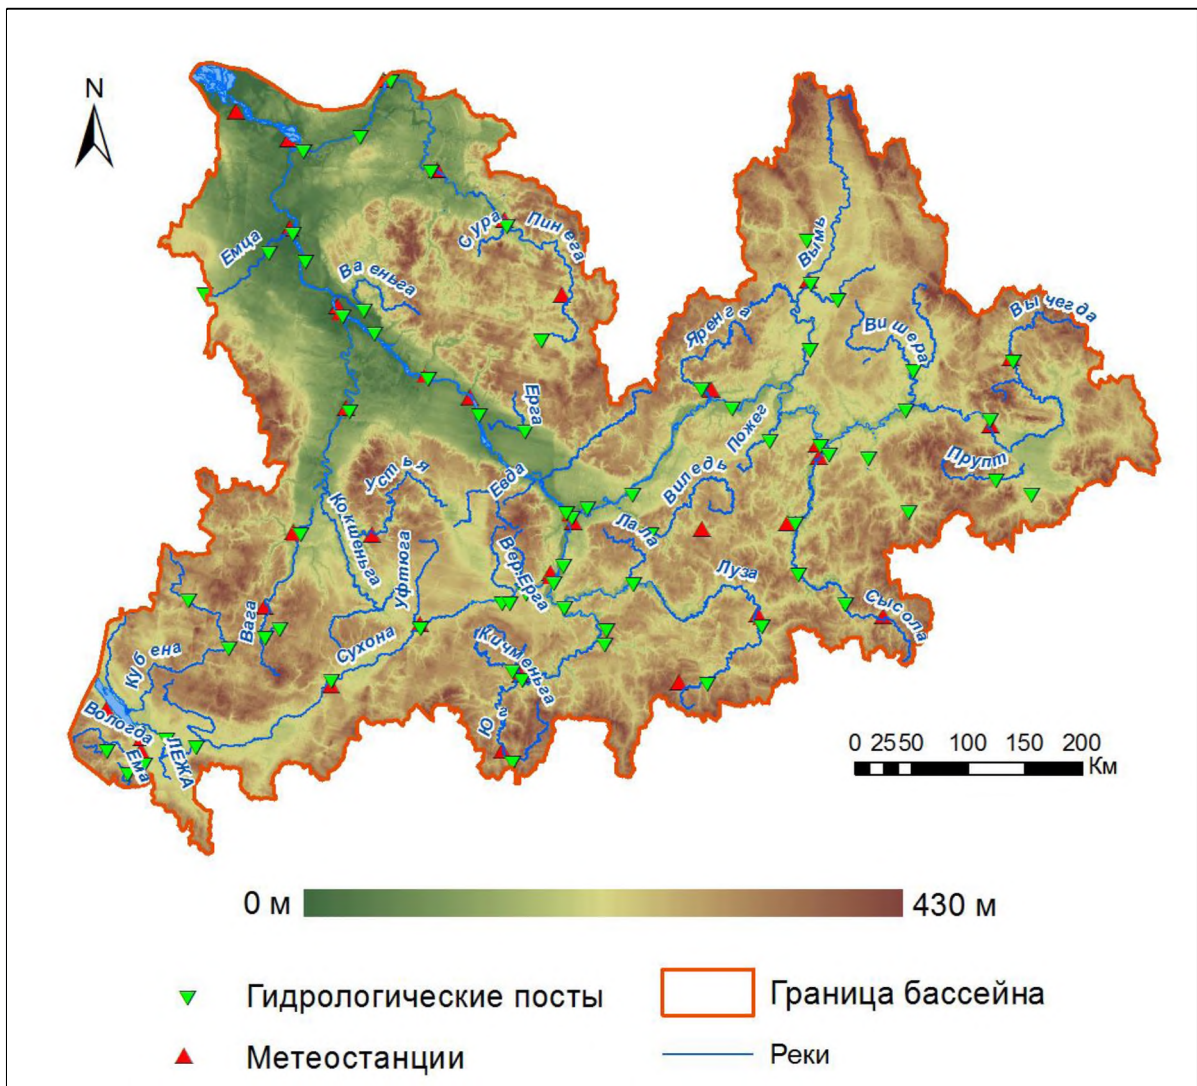 N
Емца
Сура
Пинега
Ваеньга
Вымь
Яренга
Вишера
Вычегда
Ерга
Пожег
Прупт
Устья
Евда
Виледь
Кокшеньга
Уфтюга
Вер.Ерга
Лала
Луза
Сысола
Вага
Сухона
Кичменьга
Кубена
Юг
Вологда
Ема
ЛЕЖА
0 25 50 100 150 200
Км
0 м
430 м
Гидрологические посты
Граница бассейна
Метеостанции
Реки